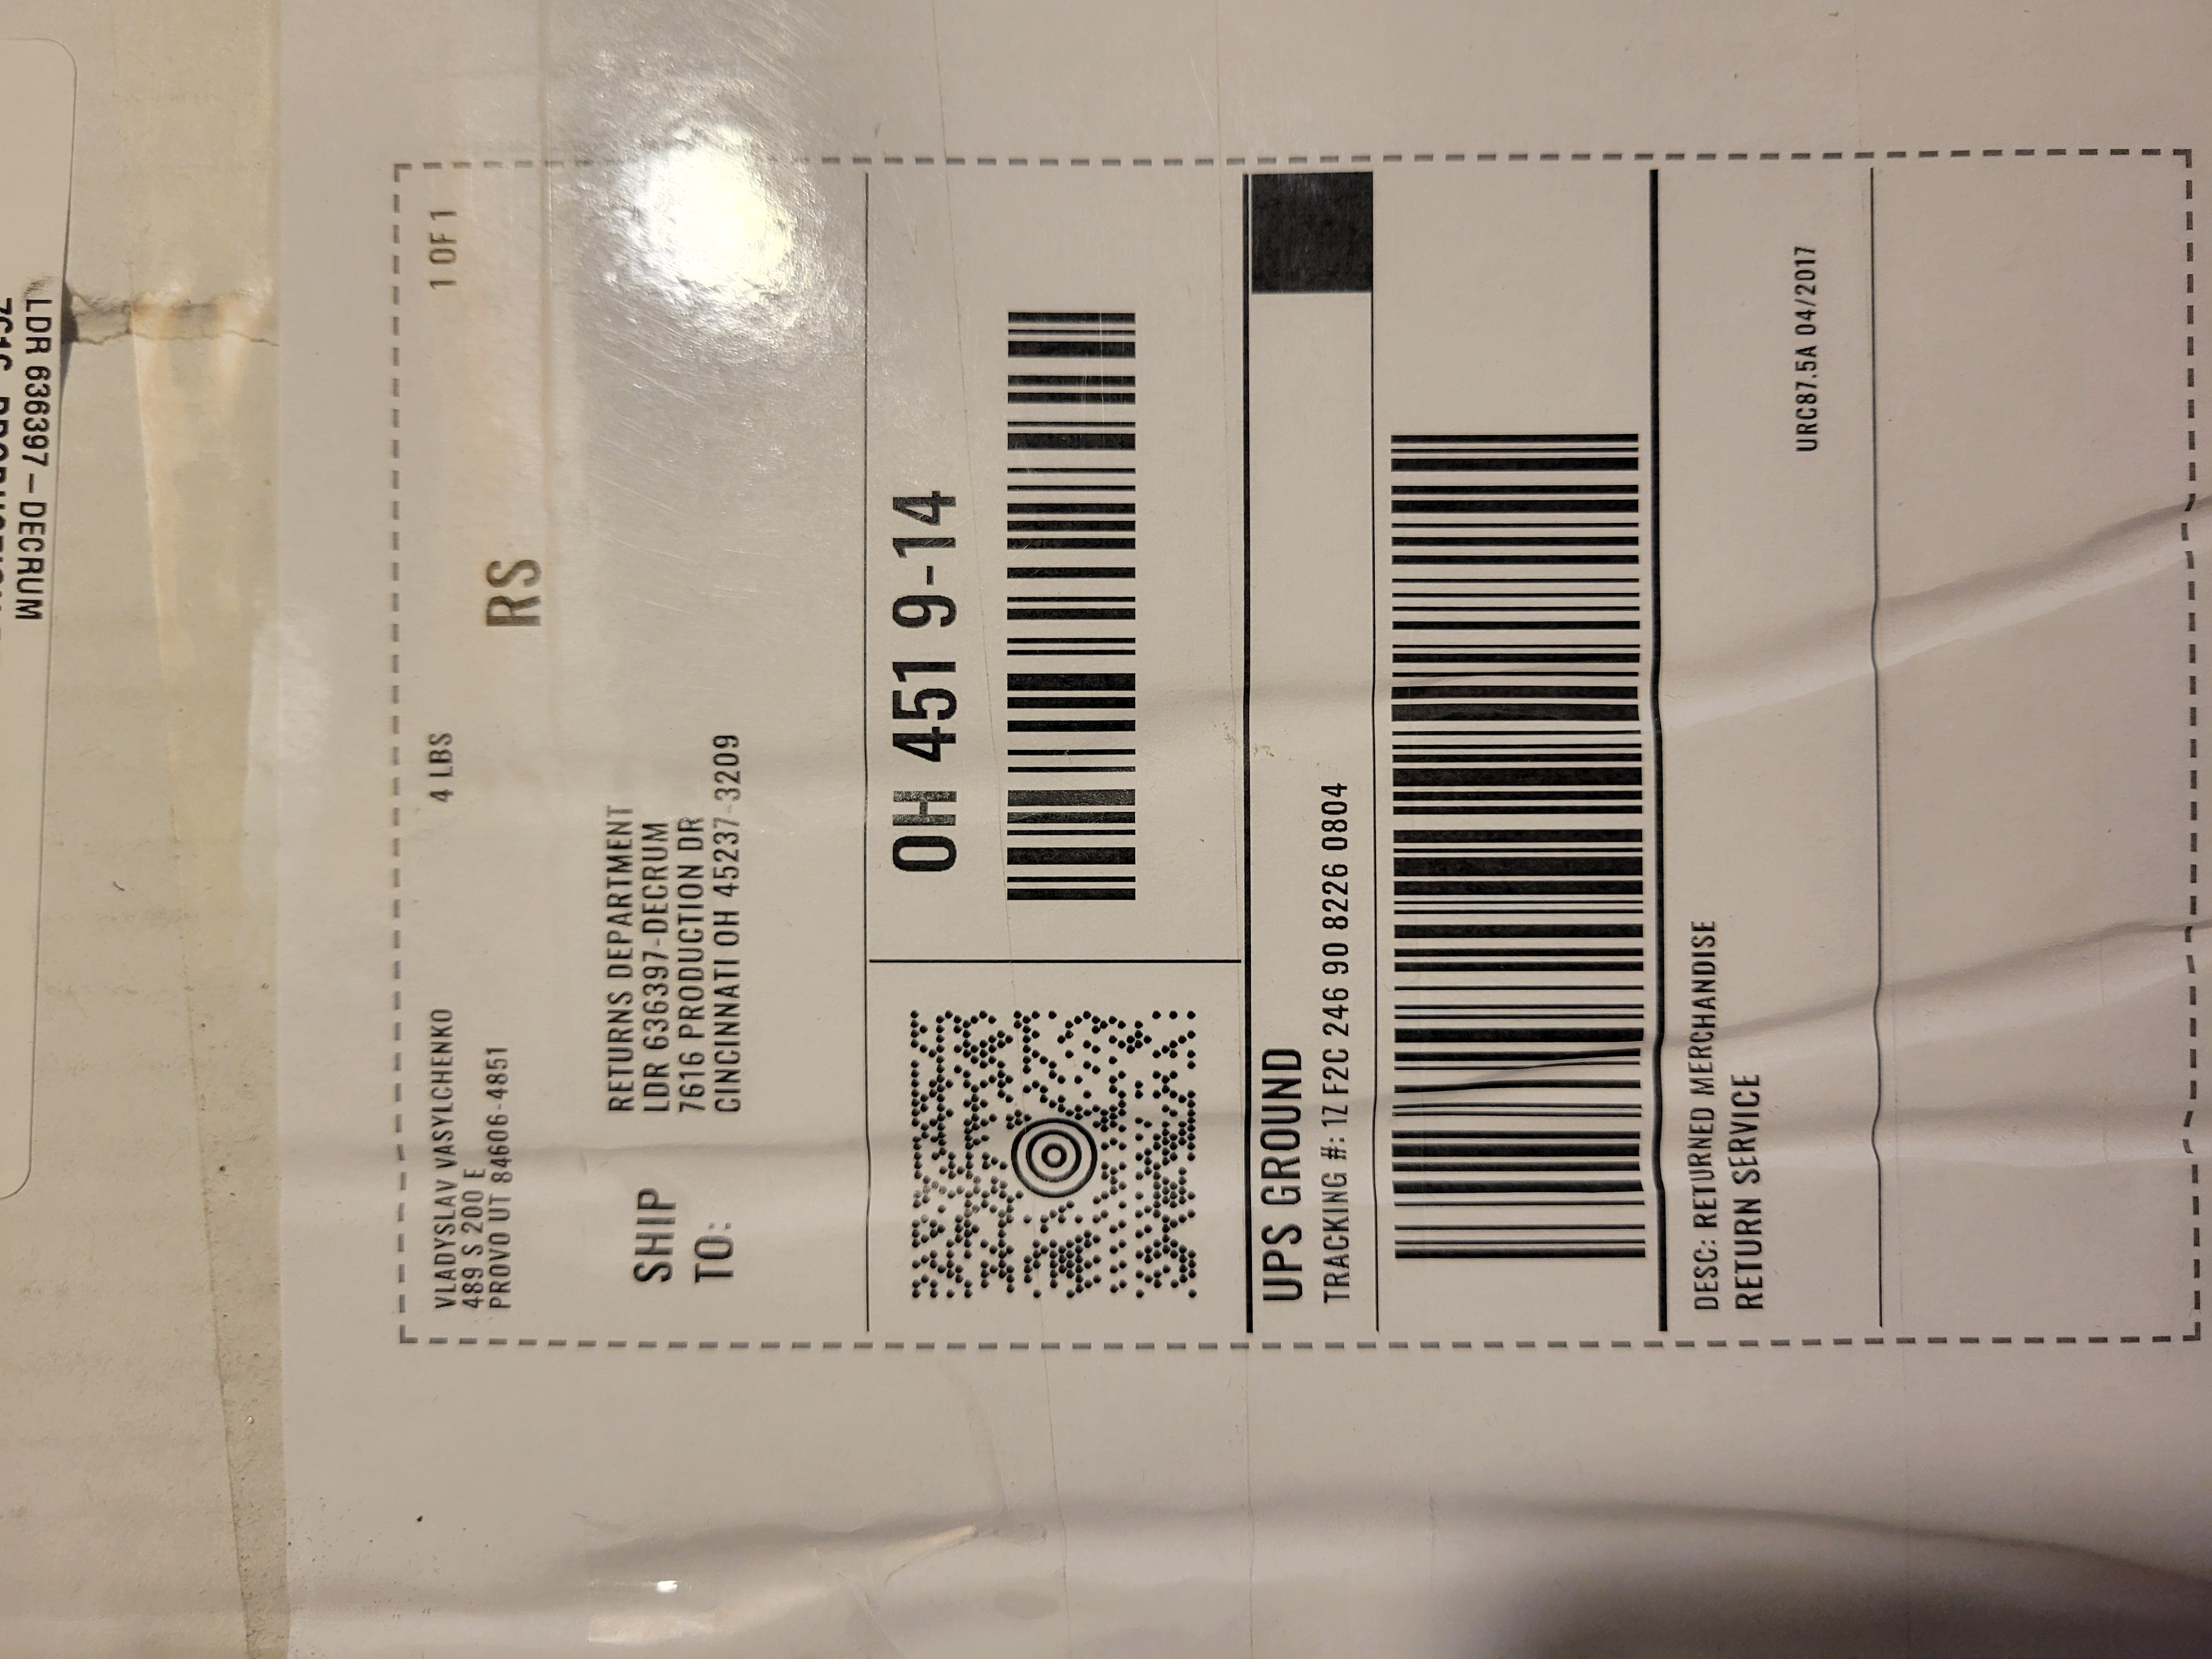 VLADYSLAV VASYLCHENKO
489 S 200 E
PROVO UT 84606-4851
4 LBS
1 OF 1
RS
SHIP
TO:
RETURNS DEPARTMENT
LDR 636397-DECRUM
7616 PRODUCTION DR
CINCINNATI OH 45237-3209
OH 451 9-14
UPS GROUND
TRACKING #: 1Z F2C 246 90 8226 0804
DESC: RETURNED MERCHANDISE
RETURN SERVICE
URC87.5A 04/2017
LDR 636397 – DECRUM